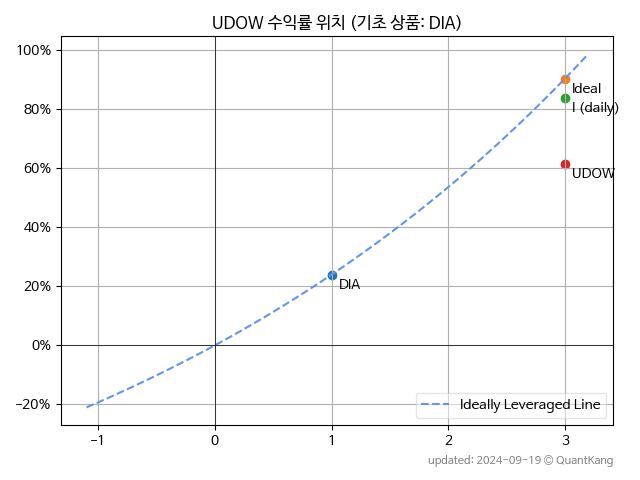 UDOW 수익률 위치 (기초 상품: DIA)
100%
80%
60%
40%
20%
0%
−20%
Ideal
I (daily)
UDOW
DIA
Ideally Leveraged Line
−1 0 1 2 3
updated: 2024-09-19 © QuantKang